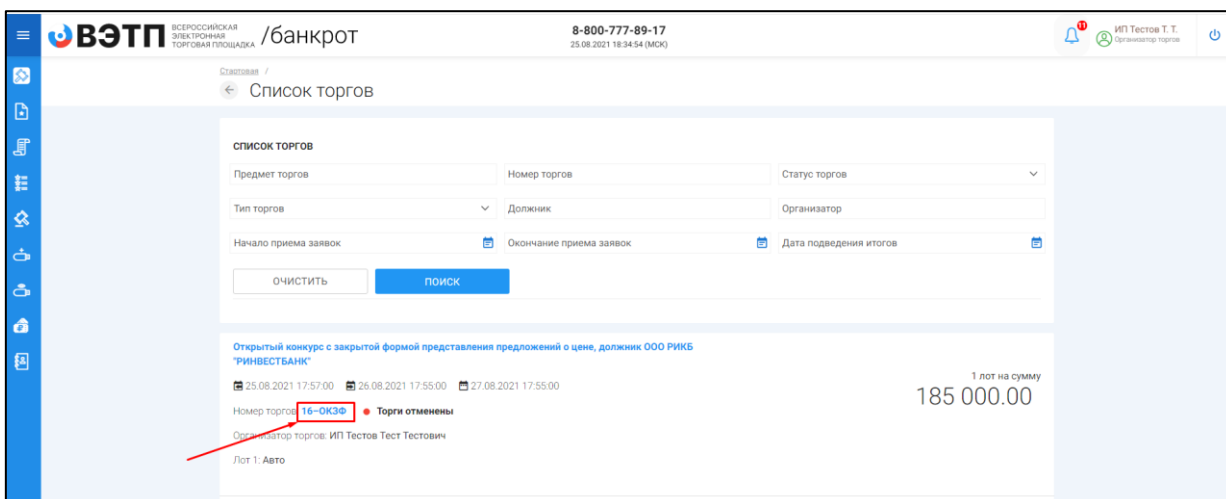 ВЭТП ВСЕРОССИЙСКАЯ ЭЛЕКТРОННАЯ ТОРГОВАЯ ПЛОЩАДКА /банкрот
8-800-777-89-17
25.08.2021 18:34:54 (МСК)
11
ИП Тестов Т. Т.
Организатор торгов
Стартовая /
Список торгов
СПИСОК ТОРГОВ
Предмет торгов Номер торгов Статус торгов
Тип торгов Должник Организатор
Начало приема заявок Окончание приема заявок Дата подведения итогов
ОЧИСТИТЬ ПОИСК
Открытый конкурс с закрытой формой представления предложений о цене, должник ООО РИКБ
"РИНВЕСТБАНК"
25.08.2021 17:57:00 26.08.2021 17:55:00 27.08.2021 17:55:00
1 лот на сумму
185 000.00
Номер торгов 16–ОКЗФ Торги отменены
Организатор торгов: ИП Тестов Тест Тестович
Лот 1: Авто